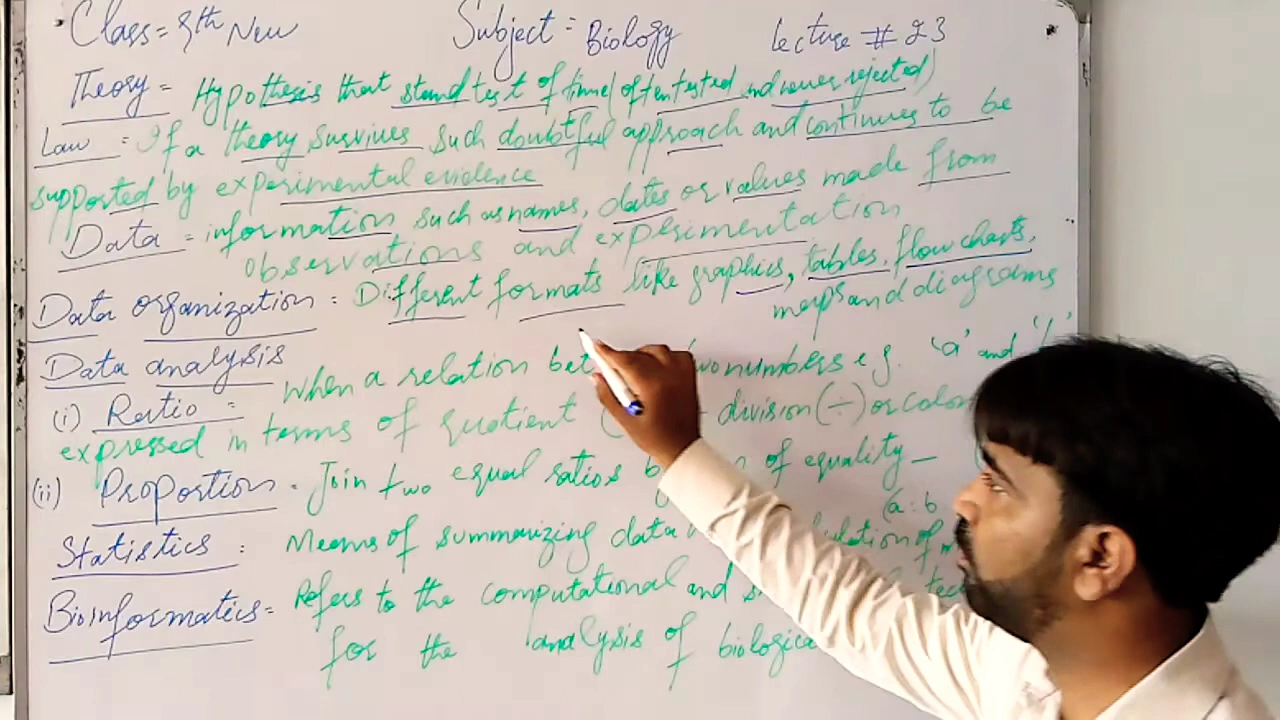 Class = 9th New Subject = Biology Lecture # 23
Theory = Hypothesis that stand test of time (often tested and never rejected)
Law : If a theory survives such doubtful approach and continues to be
supported by experimental evidence
Data = information such as names, dates or values made from
observations and experimentation
Data organization : Different formats like graphics, tables, flow charts,
maps and diagrams
Data analysis
(i) Ratio = When a relation bet two numbers e.g. 'a' and
expressed in terms of quotient ( division (÷) or
(ii) Proportion . Join two equal ratios of equality
(a : b
Statistics : Means of summarizing data of
Bioinformatics = Refers to the computational and
for the analysis of